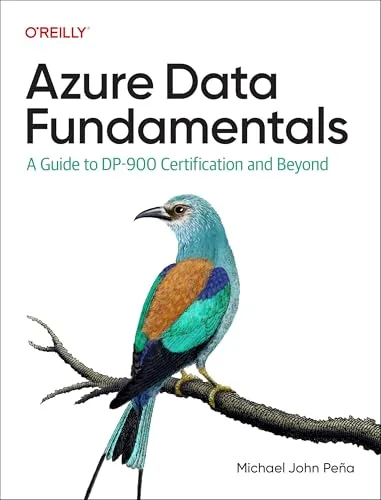 O'REILLY®
Azure Data
Fundamentals
A Guide to DP-900 Certification and Beyond
Michael John Peña